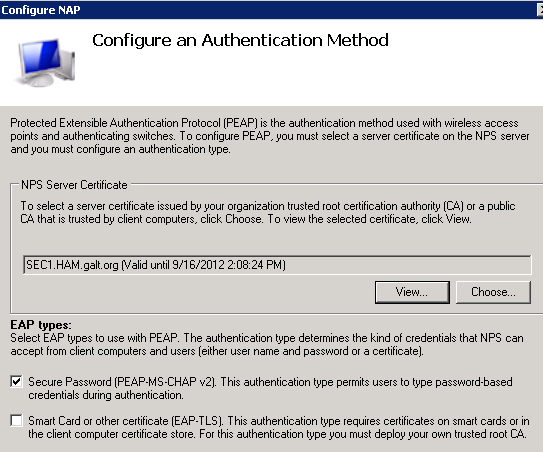 Configure NAP
Configure an Authentication Method
Protected Extensible Authentication Protocol (PEAP) is the authentication method used with wireless access
points and authenticating switches. To configure PEAP, you must select a server certificate on the NPS server
and you must configure an authentication type.
NPS Server Certificate
To select a server certificate issued by your organization trusted root certification authority (CA) or a public
CA that is trusted by client computers, click Choose. To view the selected certificate, click View.
SEC1.HAM.galt.org (Valid until 9/16/2012 2:08:24 PM)
View... Choose...
EAP types:
Select EAP types to use with PEAP. The authentication type determines the kind of credentials that NPS can
accept from client computers and users (either user name and password or a certificate).
Secure Password (PEAP-MS-CHAP v2). This authentication type permits users to type password-based
credentials during authentication.
Smart Card or other certificate (EAP-TLS). This authentication type requires certificates on smart cards or in
the client computer certificate store. For this authentication type you must deploy your own trusted root CA.